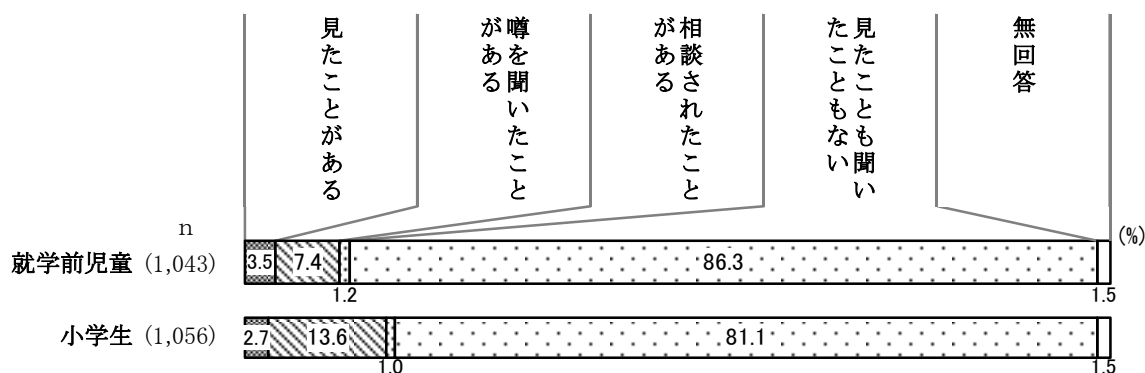 見たことがある
噂を聞いたこと
がある
相談されたこと
がある
見たことも聞い
たこともない
無回答
n
(%)
就学前児童 (1,043)
3.5
7.4
1.2
86.3
1.5
小学生 (1,056)
2.7
13.6
1.0
81.1
1.5